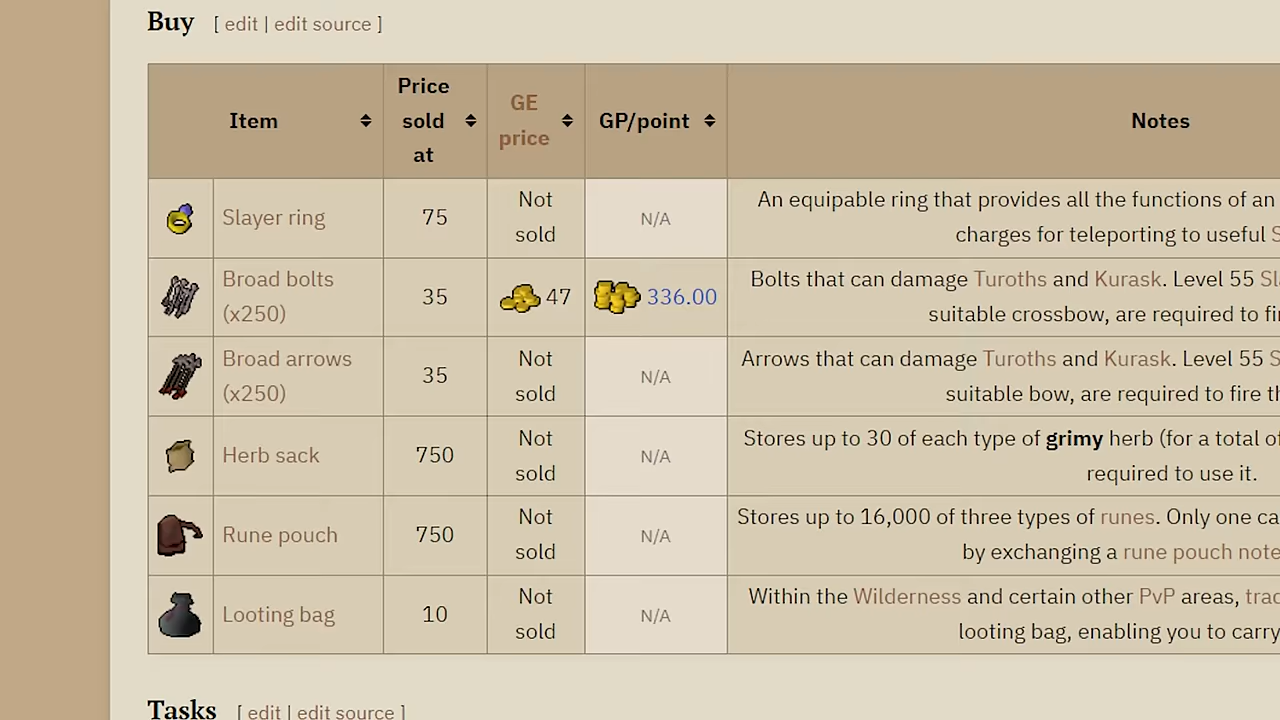 Buy [ edit | edit source ]
Item
Price
sold
at
GE
price
GP/point
Notes
Slayer ring
75
Not
sold
N/A
An equipable ring that provides all the functions of an
charges for teleporting to useful S
Broad bolts
(x250)
35
47
336.00
Bolts that can damage Turoths and Kurask. Level 55 Sl
suitable crossbow, are required to fi
Broad arrows
(x250)
35
Not
sold
N/A
Arrows that can damage Turoths and Kurask. Level 55 S
suitable bow, are required to fire th
Herb sack
750
Not
sold
N/A
Stores up to 30 of each type of grimy herb (for a total of
required to use it.
Rune pouch
750
Not
sold
N/A
Stores up to 16,000 of three types of runes. Only one ca
by exchanging a rune pouch note
Looting bag
10
Not
sold
N/A
Within the Wilderness and certain other PvP areas, trad
looting bag, enabling you to carry
Tasks [ edit | edit source ]